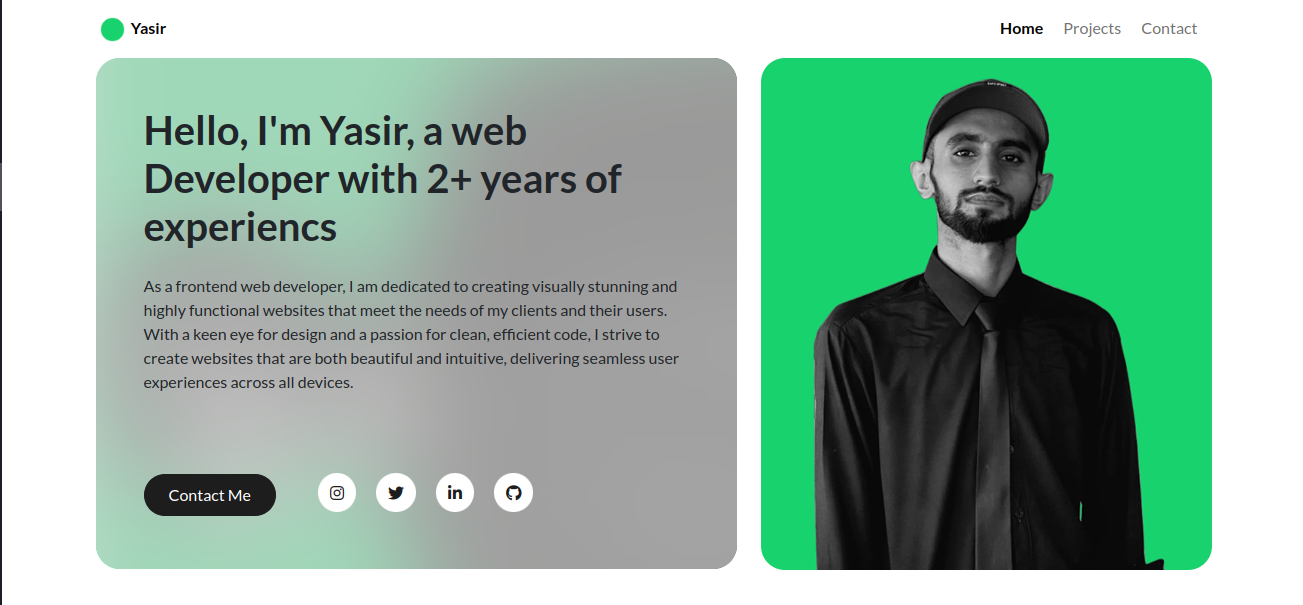 Yasir
Home Projects Contact
Hello, I'm Yasir, a web
Developer with 2+ years of
experiencs
As a frontend web developer, I am dedicated to creating visually stunning and
highly functional websites that meet the needs of my clients and their users.
With a keen eye for design and a passion for clean, efficient code, I strive to
create websites that are both beautiful and intuitive, delivering seamless user
experiences across all devices.
Contact Me
in